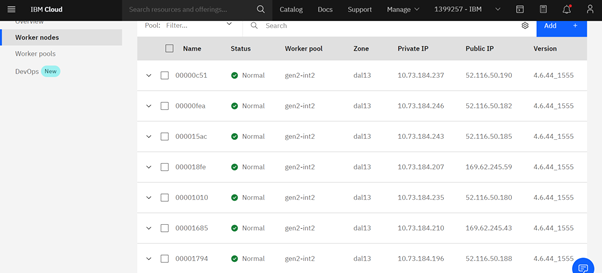 IBM Cloud Search resources and offerings... Catalog Docs Support Manage 1399257 - IBM
Overview
Worker nodes
Worker pools
DevOps New
Pool: Filter... Search Add +
Name Status Worker pool Zone Private IP Public IP Version
00000c51 Normal gen2-int2 dal13 10.73.184.237 52.116.50.190 4.6.44_1555
00000fea Normal gen2-int2 dal13 10.73.184.246 52.116.50.182 4.6.44_1555
000015ac Normal gen2-int2 dal13 10.73.184.243 52.116.50.185 4.6.44_1555
000018fe Normal gen2-int2 dal13 10.73.184.207 169.62.245.59 4.6.44_1555
00001010 Normal gen2-int2 dal13 10.73.184.235 52.116.50.180 4.6.44_1555
00001685 Normal gen2-int2 dal13 10.73.184.210 169.62.245.43 4.6.44_1555
00001794 Normal gen2-int2 dal13 10.73.184.196 52.116.50.188 4.6.44_1555